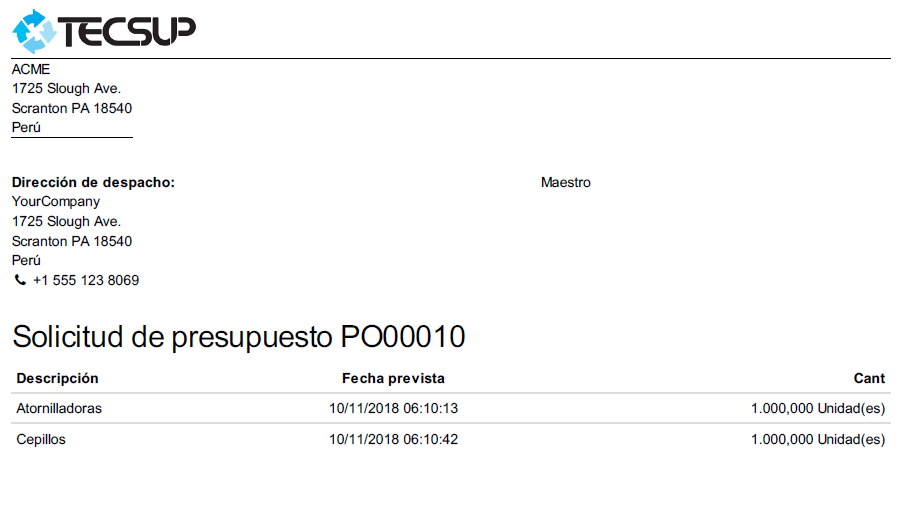 TECSUP
ACME
1725 Slough Ave.
Scranton PA 18540
Perú
Dirección de despacho:
YourCompany
1725 Slough Ave.
Scranton PA 18540
Perú
+1 555 123 8069
Maestro
Solicitud de presupuesto PO00010
Descripción Fecha prevista Cant
Atornilladoras 10/11/2018 06:10:13 1.000,000 Unidad(es)
Cepillos 10/11/2018 06:10:42 1.000,000 Unidad(es)